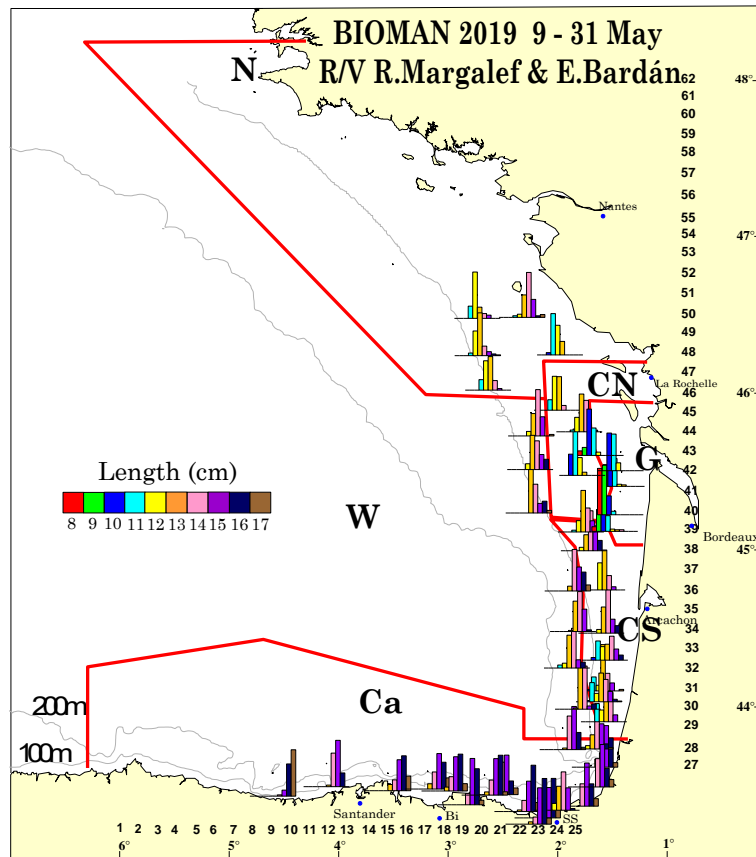 BIOMAN 2019 9 - 31 May
R/V R.Margalef & E.Bardán
N
62
48°
61
60
59
58
57
56
Nantes
55
54
47°
53
52
51
50
49
48
47
CN
La Rochelle
46
46°
45
44
43
G
42
Length (cm)
41
8 9 10 11 12 13 14 15 16 17
40
W
39
Bordeaux
38
45°
37
36
35
Arcachon
34
CS
33
32
31
Ca
30
44°
200m
29
28
100m
27
Santander
Bi
SS
1 2 3 4 5 6 7 8 9 10 11 12 13 14 15 16 17 18 19 20 21 22 23 24 25
6° 5° 4° 3° 2° 1°